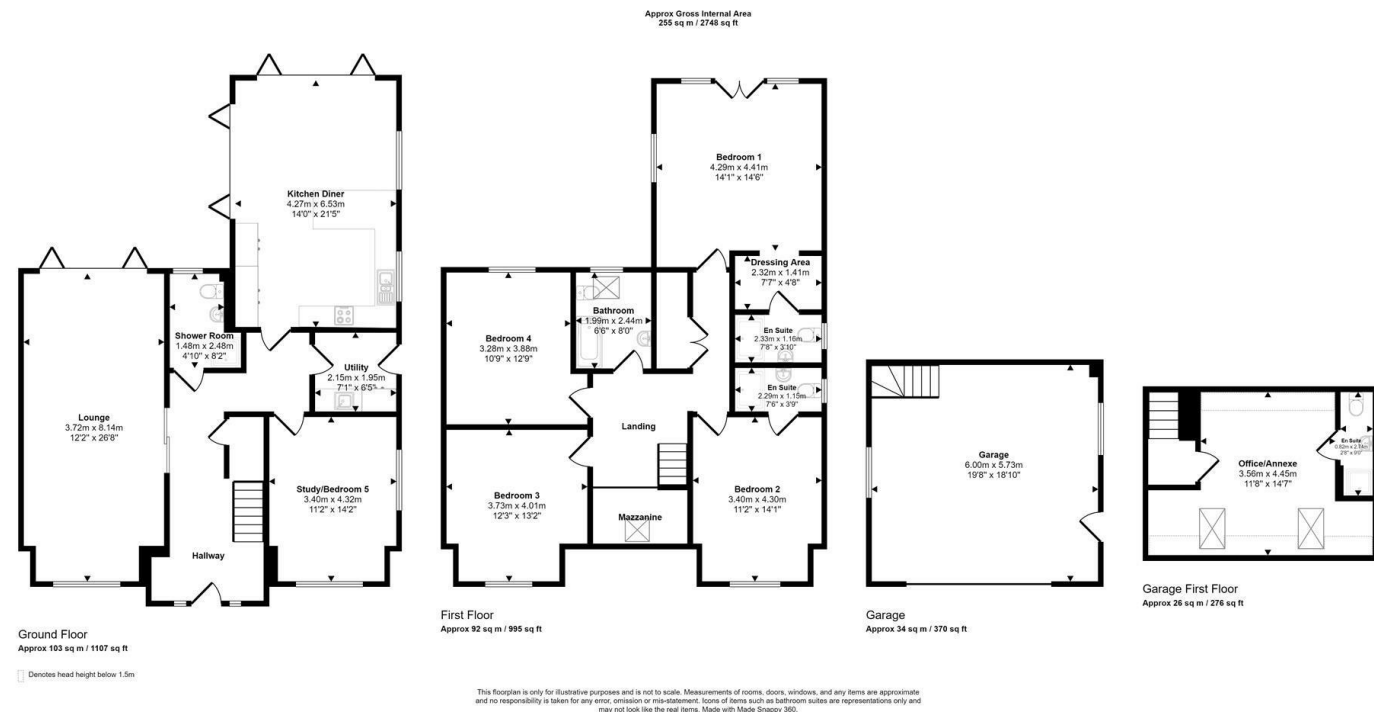 Approx Gross Internal Area
255 sq m / 2748 sq ft
Kitchen Diner
4.27m x 6.53m
14'0" x 21'5"
Shower Room
1.48m x 2.48m
4'10" x 8'2"
Utility
2.15m x 1.95m
7'1" x 6'5"
Lounge
3.72m x 8.14m
12'2" x 26'8"
Study/Bedroom 5
3.40m x 4.32m
11'2" x 14'2"
Hallway
Ground Floor
Approx 103 sq m / 1107 sq ft
Denotes head height below 1.5m
Bedroom 1
4.29m x 4.41m
14'1" x 14'6"
Dressing Area
2.32m x 1.41m
7'7" x 4'8"
Bathroom
1.99m x 2.44m
6'6" x 8'0"
Bedroom 4
3.28m x 3.88m
10'9" x 12'9"
En Suite
2.33m x 1.16m
7'8" x 3'10"
En Suite
2.29m x 1.15m
7'6" x 3'9"
Landing
Bedroom 3
3.73m x 4.01m
12'3" x 13'2"
Mazzanine
Bedroom 2
3.40m x 4.30m
11'2" x 14'1"
First Floor
Approx 92 sq m / 995 sq ft
Garage
6.00m x 5.73m
19'8" x 18'10"
Garage
Approx 34 sq m / 370 sq ft
En Suite
Office/Annexe
3.56m x 4.45m
11'8" x 14'7"
Garage First Floor
Approx 26 sq m / 276 sq ft
This floorplan is only for illustrative purposes and is not to scale. Measurements of rooms, doors, windows, and any items are approximate
and no responsibility is taken for any error, omission or mis-statement. Icons of items such as bathroom suites are representations only and
may not look like the real items. Made with Made Snappy 360.